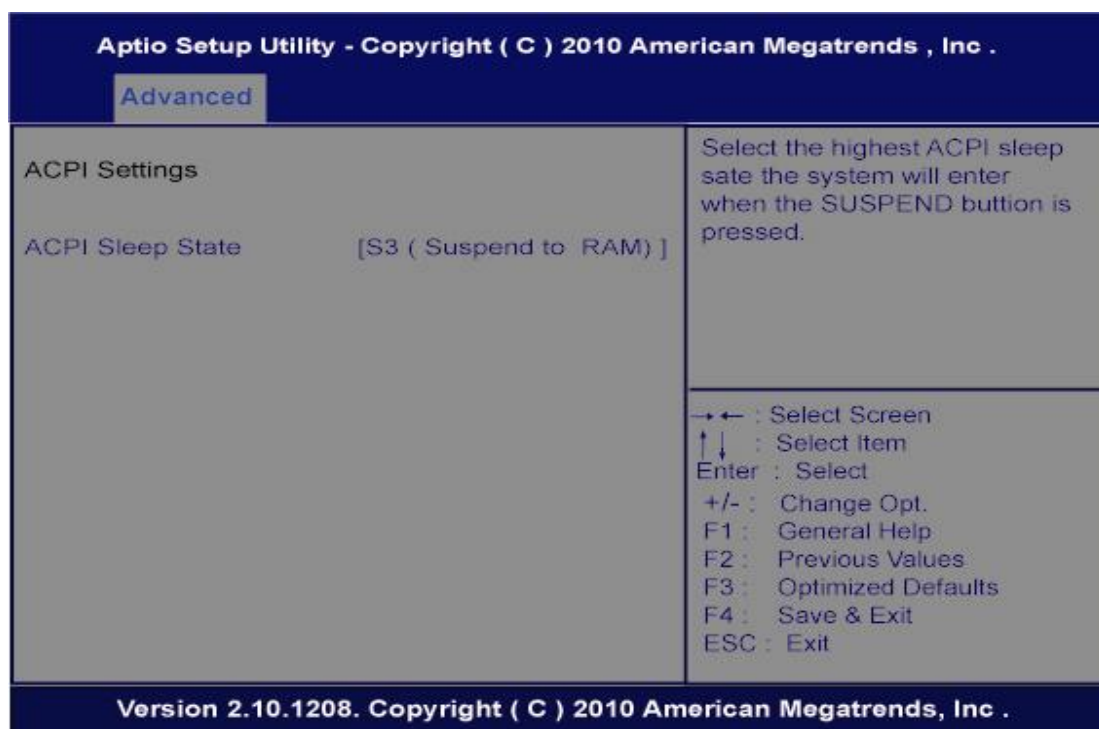 Aptio Setup Utility - Copyright ( C ) 2010 American Megatrends , Inc .
Advanced
ACPI Settings
ACPI Sleep State [S3 ( Suspend to RAM) ]
Select the highest ACPI sleep
sate the system will enter
when the SUSPEND buttion is
pressed.
→← : Select Screen
↑↓ : Select Item
Enter : Select
+/- : Change Opt.
F1 : General Help
F2 : Previous Values
F3 : Optimized Defaults
F4 : Save & Exit
ESC : Exit
Version 2.10.1208. Copyright ( C ) 2010 American Megatrends, Inc .